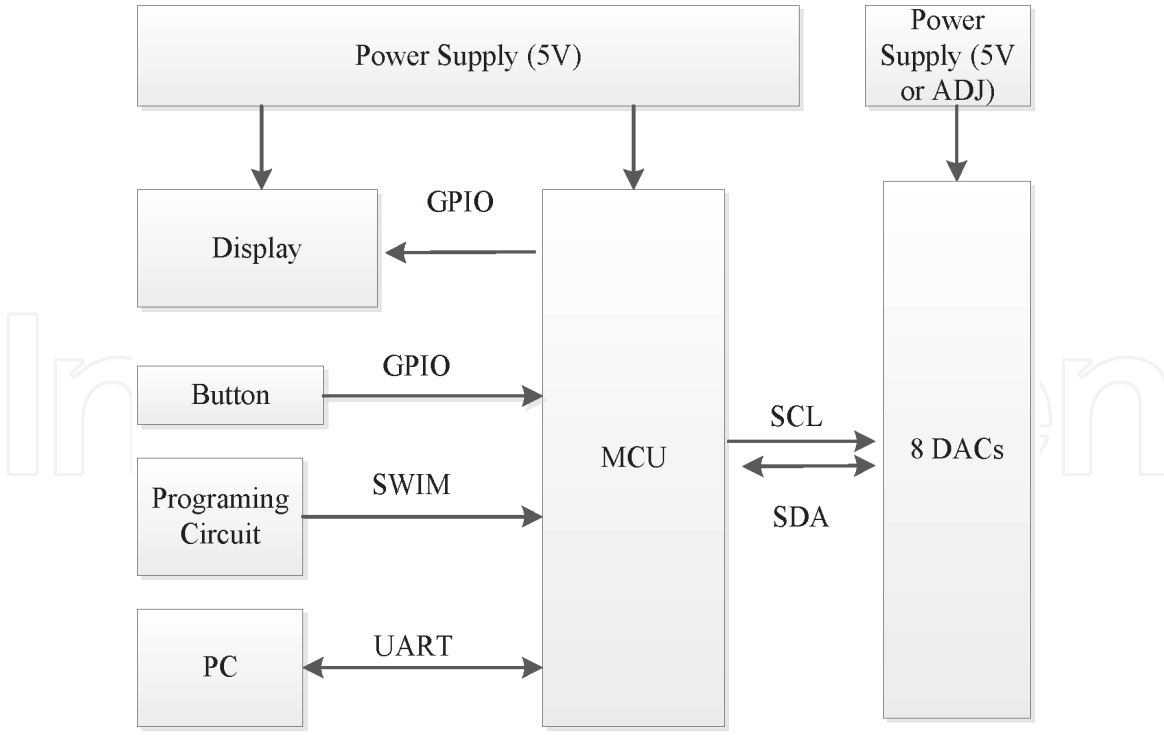 Power Supply (5V)
Power
Supply (5V
or ADJ)
GPIO
Display
GPIO
Button
SCL
MCU
8 DACs
SWIM
Programing
Circuit
SDA
UART
PC